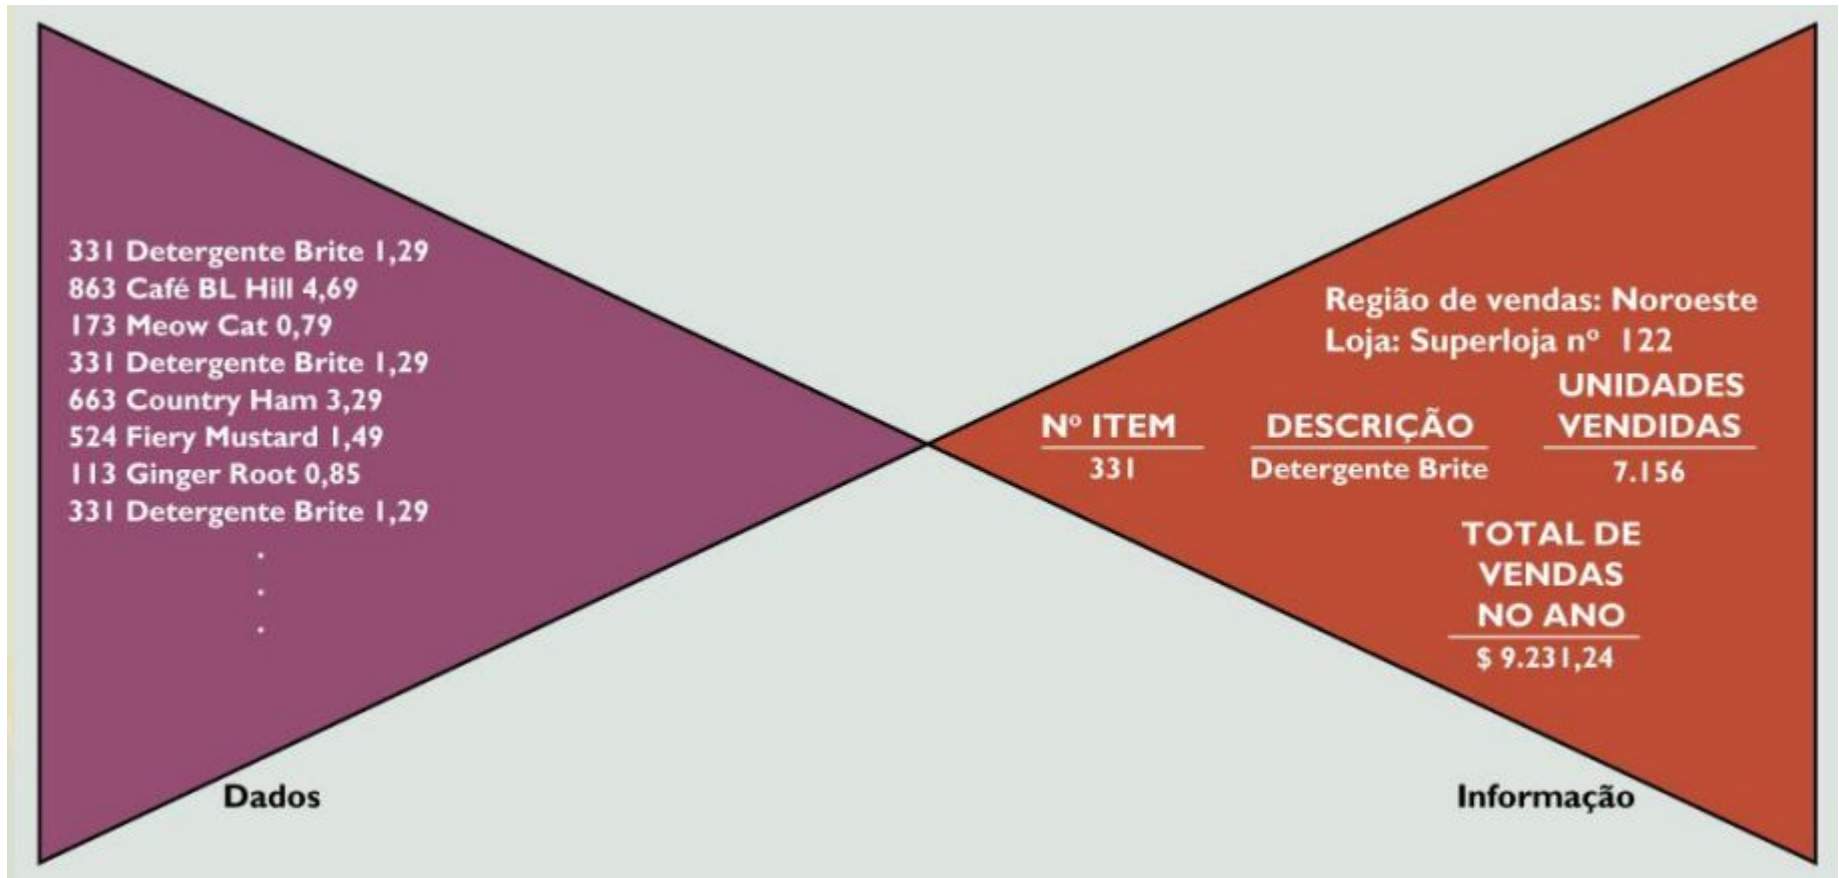 331 Detergente Brite 1,29
863 Café BL Hill 4,69
173 Meow Cat 0,79
331 Detergente Brite 1,29
663 Country Ham 3,29
524 Fiery Mustard 1,49
113 Ginger Root 0,85
331 Detergente Brite 1,29
.
.
.
Dados
Região de vendas: Noroeste
Loja: Superloja nº 122
UNIDADES
Nº ITEM DESCRIÇÃO VENDIDAS
331 Detergente Brite 7.156
TOTAL DE
VENDAS
NO ANO
$ 9.231,24
Informação